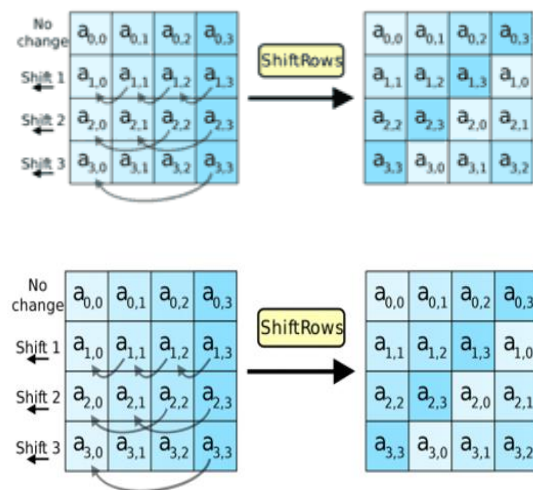 No
change
a0,0 a0,1 a0,2 a0,3
Shift 1
a1,0 a1,1 a1,2 a1,3
Shift 2
a2,0 a2,1 a2,2 a2,3
Shift 3
a3,0 a3,1 a3,2 a3,3
ShiftRows
a0,0 a0,1 a0,2 a0,3
a1,1 a1,2 a1,3 a1,0
a2,2 a2,3 a2,0 a2,1
a3,3 a3,0 a3,1 a3,2
No
change
a0,0 a0,1 a0,2 a0,3
Shift 1
a1,0 a1,1 a1,2 a1,3
Shift 2
a2,0 a2,1 a2,2 a2,3
Shift 3
a3,0 a3,1 a3,2 a3,3
ShiftRows
a0,0 a0,1 a0,2 a0,3
a1,1 a1,2 a1,3 a1,0
a2,2 a2,3 a2,0 a2,1
a3,3 a3,0 a3,1 a3,2